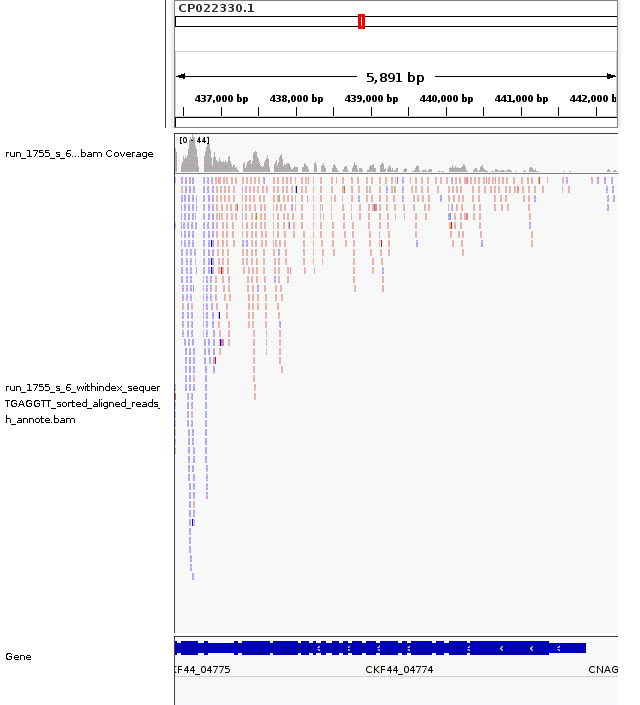 CP022330.1
5,891 bp
437,000 bp 438,000 bp 439,000 bp 440,000 bp 441,000 bp 442,000 b
[0 - 44]
run_1755_s_6...bam Coverage
run_1755_s_6_withindex_sequer
TGAGGTT_sorted_aligned_reads_
h_annote.bam
Gene
KF44_04775 CKF44_04774 CNAG